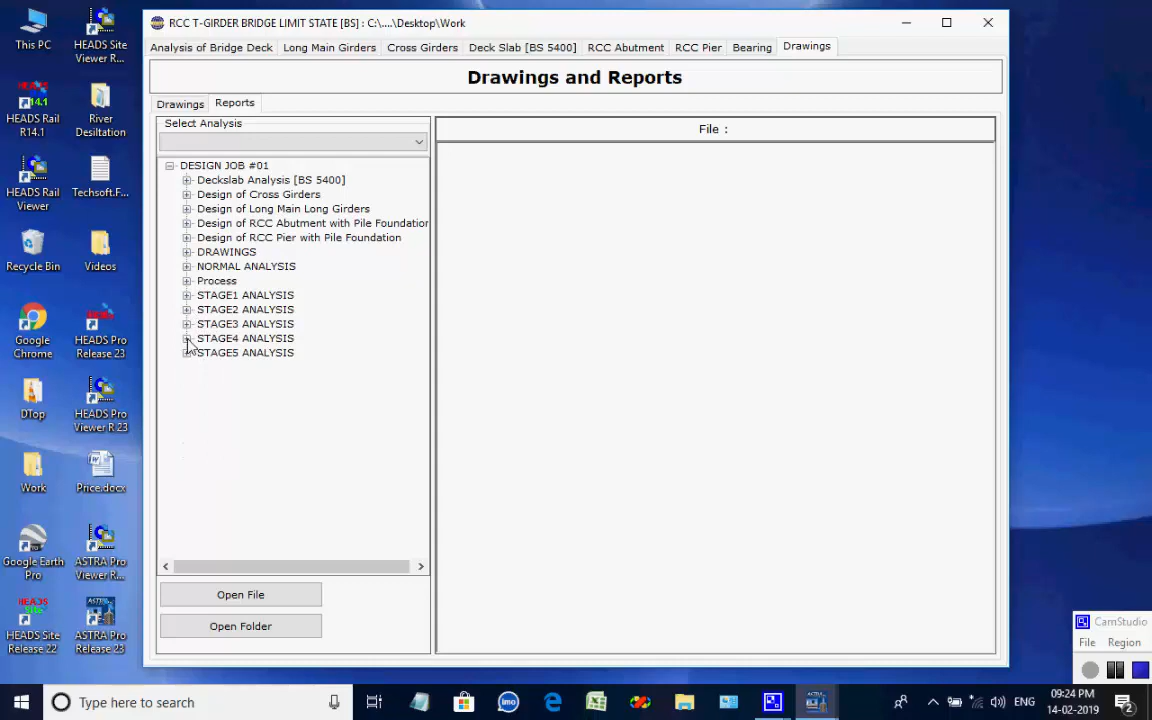 This PC
HEADS Site
Viewer R...
HEADS Rail
R14.1
River
Desiltation
HEADS Rail
Viewer
Techsoft.F...
Recycle Bin
Videos
Google
Chrome
HEADS Pro
Release 23
DTop
HEADS Pro
Viewer R 23
Work
Price.docx
Google Earth
Pro
ASTRA Pro
Viewer R...
HEADS Site
Release 22
ASTRA Pro
Release 23
RCC T-GIRDER BRIDGE LIMIT STATE [BS] : C:\....\Desktop\Work
Analysis of Bridge Deck
Long Main Girders
Cross Girders
Deck Slab [BS 5400]
RCC Abutment
RCC Pier
Bearing
Drawings
Drawings and Reports
Drawings
Reports
Select Analysis
File :
DESIGN JOB #01
Deckslab Analysis [BS 5400]
Design of Cross Girders
Design of Long Main Long Girders
Design of RCC Abutment with Pile Foundation
Design of RCC Pier with Pile Foundation
DRAWINGS
NORMAL ANALYSIS
Process
STAGE1 ANALYSIS
STAGE2 ANALYSIS
STAGE3 ANALYSIS
STAGE4 ANALYSIS
STAGE5 ANALYSIS
Open File
Open Folder
CamStudio
File
Region
Type here to search
imo
ENG
09:24 PM
14-02-2019
2